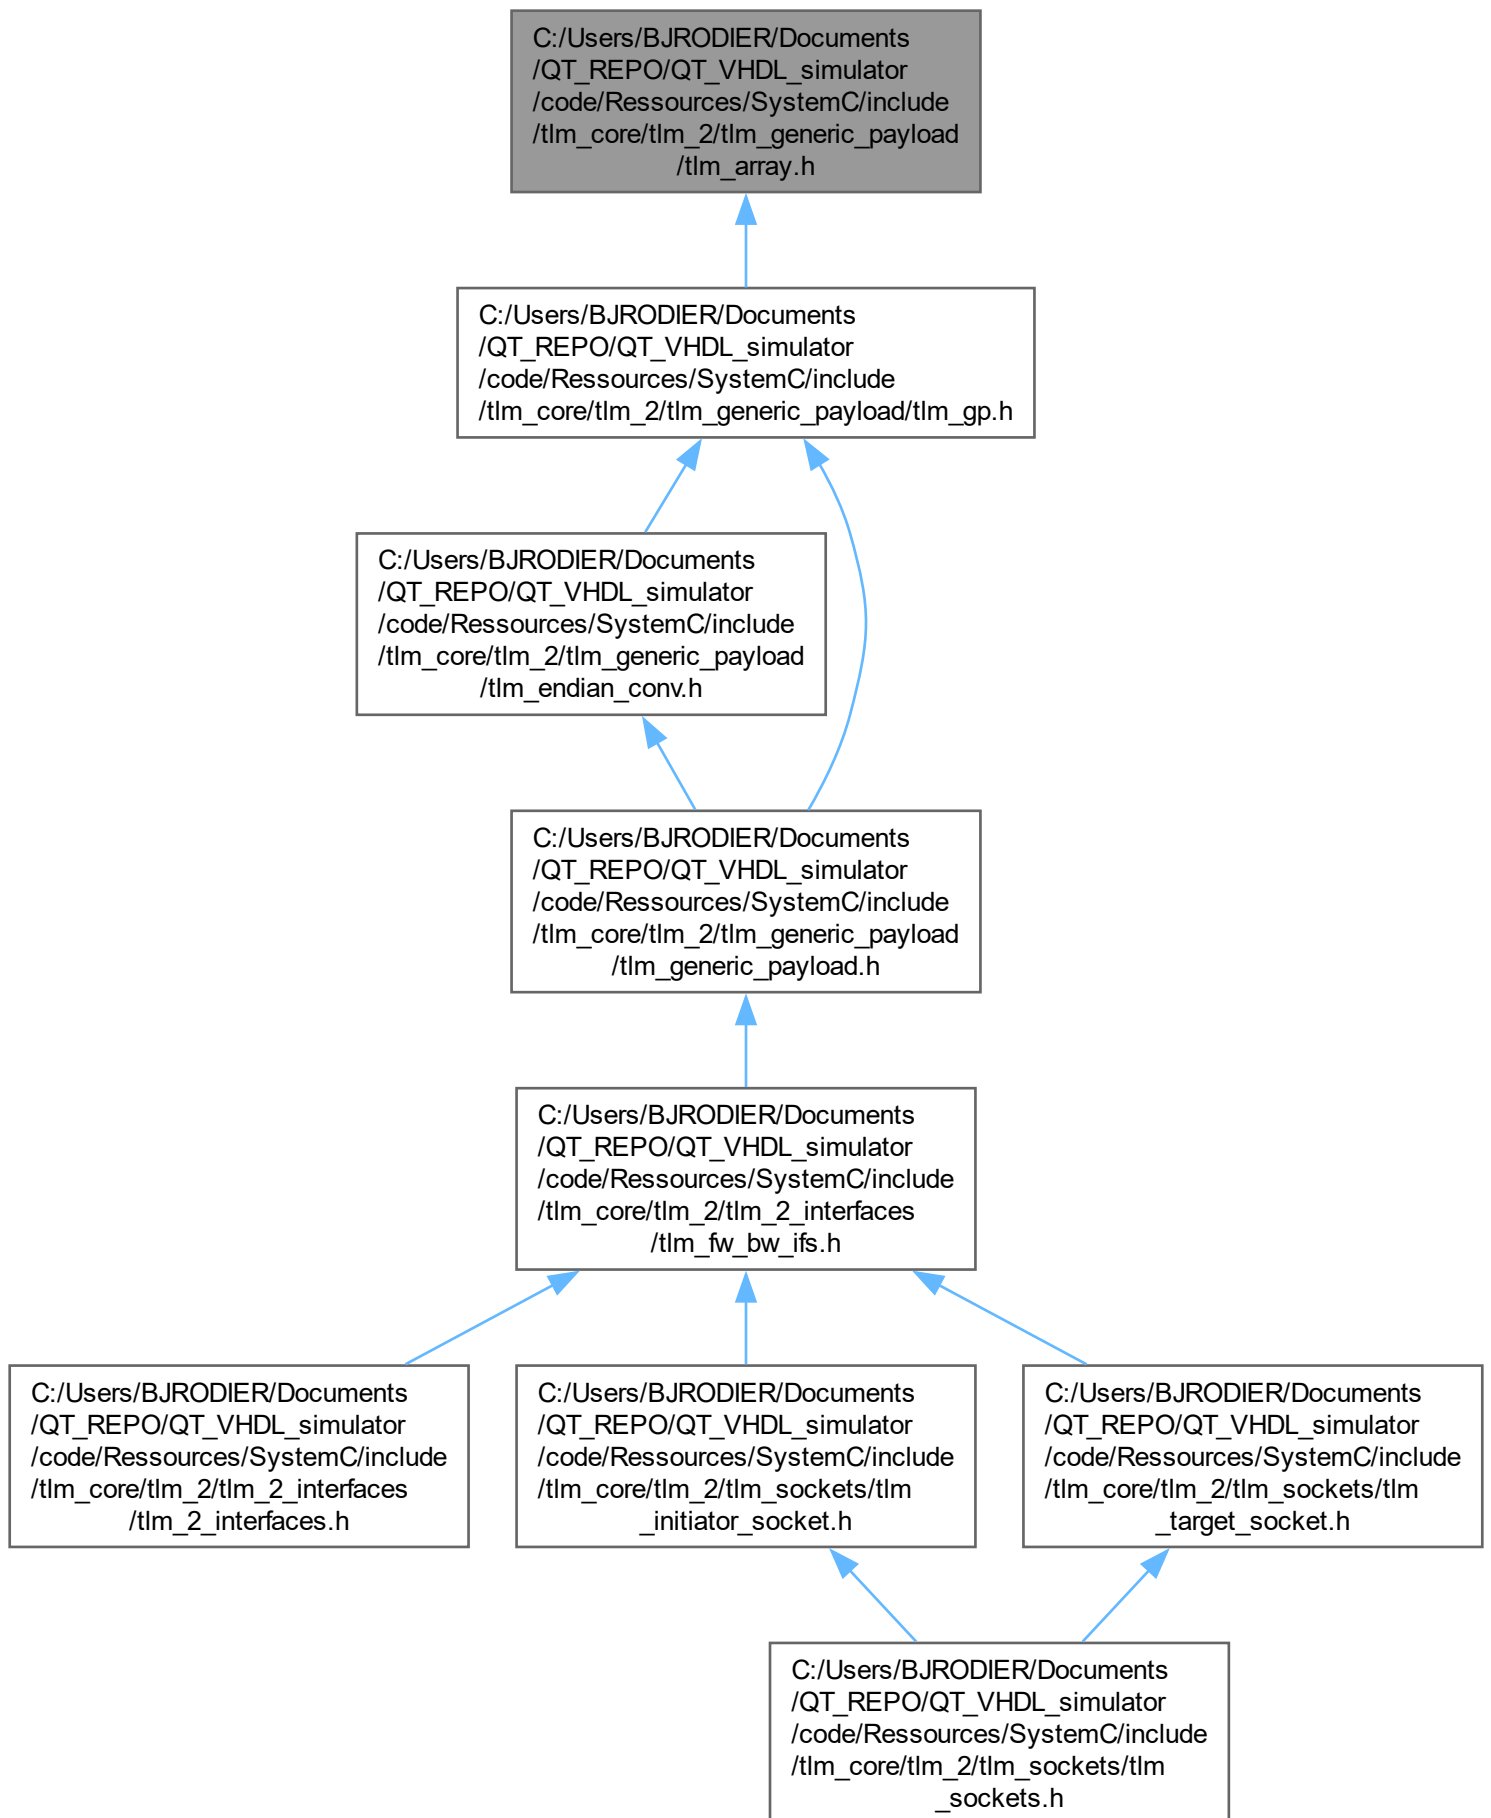 C:/Users/BJRODIER/Documents
/QT_REPO/QT_VHDL_simulator
/code/Ressources/SystemC/include
/tlm_core/tlm_2/tlm_generic_payload
/tlm_array.h
C:/Users/BJRODIER/Documents
/QT_REPO/QT_VHDL_simulator
/code/Ressources/SystemC/include
/tlm_core/tlm_2/tlm_generic_payload/tlm_gp.h
C:/Users/BJRODIER/Documents
/QT_REPO/QT_VHDL_simulator
/code/Ressources/SystemC/include
/tlm_core/tlm_2/tlm_generic_payload
/tlm_endian_conv.h
C:/Users/BJRODIER/Documents
/QT_REPO/QT_VHDL_simulator
/code/Ressources/SystemC/include
/tlm_core/tlm_2/tlm_generic_payload
/tlm_generic_payload.h
C:/Users/BJRODIER/Documents
/QT_REPO/QT_VHDL_simulator
/code/Ressources/SystemC/include
/tlm_core/tlm_2/tlm_2_interfaces
/tlm_fw_bw_ifs.h
C:/Users/BJRODIER/Documents
/QT_REPO/QT_VHDL_simulator
/code/Ressources/SystemC/include
/tlm_core/tlm_2/tlm_2_interfaces
/tlm_2_interfaces.h
C:/Users/BJRODIER/Documents
/QT_REPO/QT_VHDL_simulator
/code/Ressources/SystemC/include
/tlm_core/tlm_2/tlm_sockets/tlm
_initiator_socket.h
C:/Users/BJRODIER/Documents
/QT_REPO/QT_VHDL_simulator
/code/Ressources/SystemC/include
/tlm_core/tlm_2/tlm_sockets/tlm
_target_socket.h
C:/Users/BJRODIER/Documents
/QT_REPO/QT_VHDL_simulator
/code/Ressources/SystemC/include
/tlm_core/tlm_2/tlm_sockets/tlm
_sockets.h